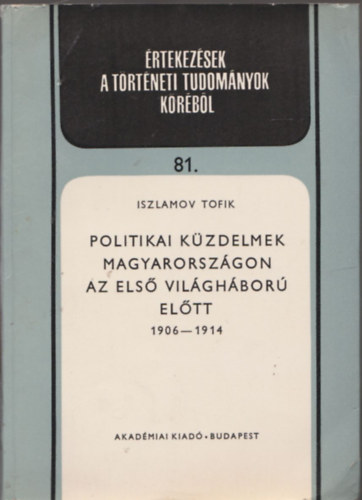 ÉRTEKEZÉSEK
A TÖRTÉNETI TUDOMÁNYOK
KÖRÉBŐL
81.
ISZLAMOV TOFIK
POLITIKAI KÜZDELMEK
MAGYARORSZÁGON
AZ ELSŐ VILÁGHÁBORÚ
ELŐTT
1906—1914
AKADÉMIAI KIADÓ • BUDAPEST